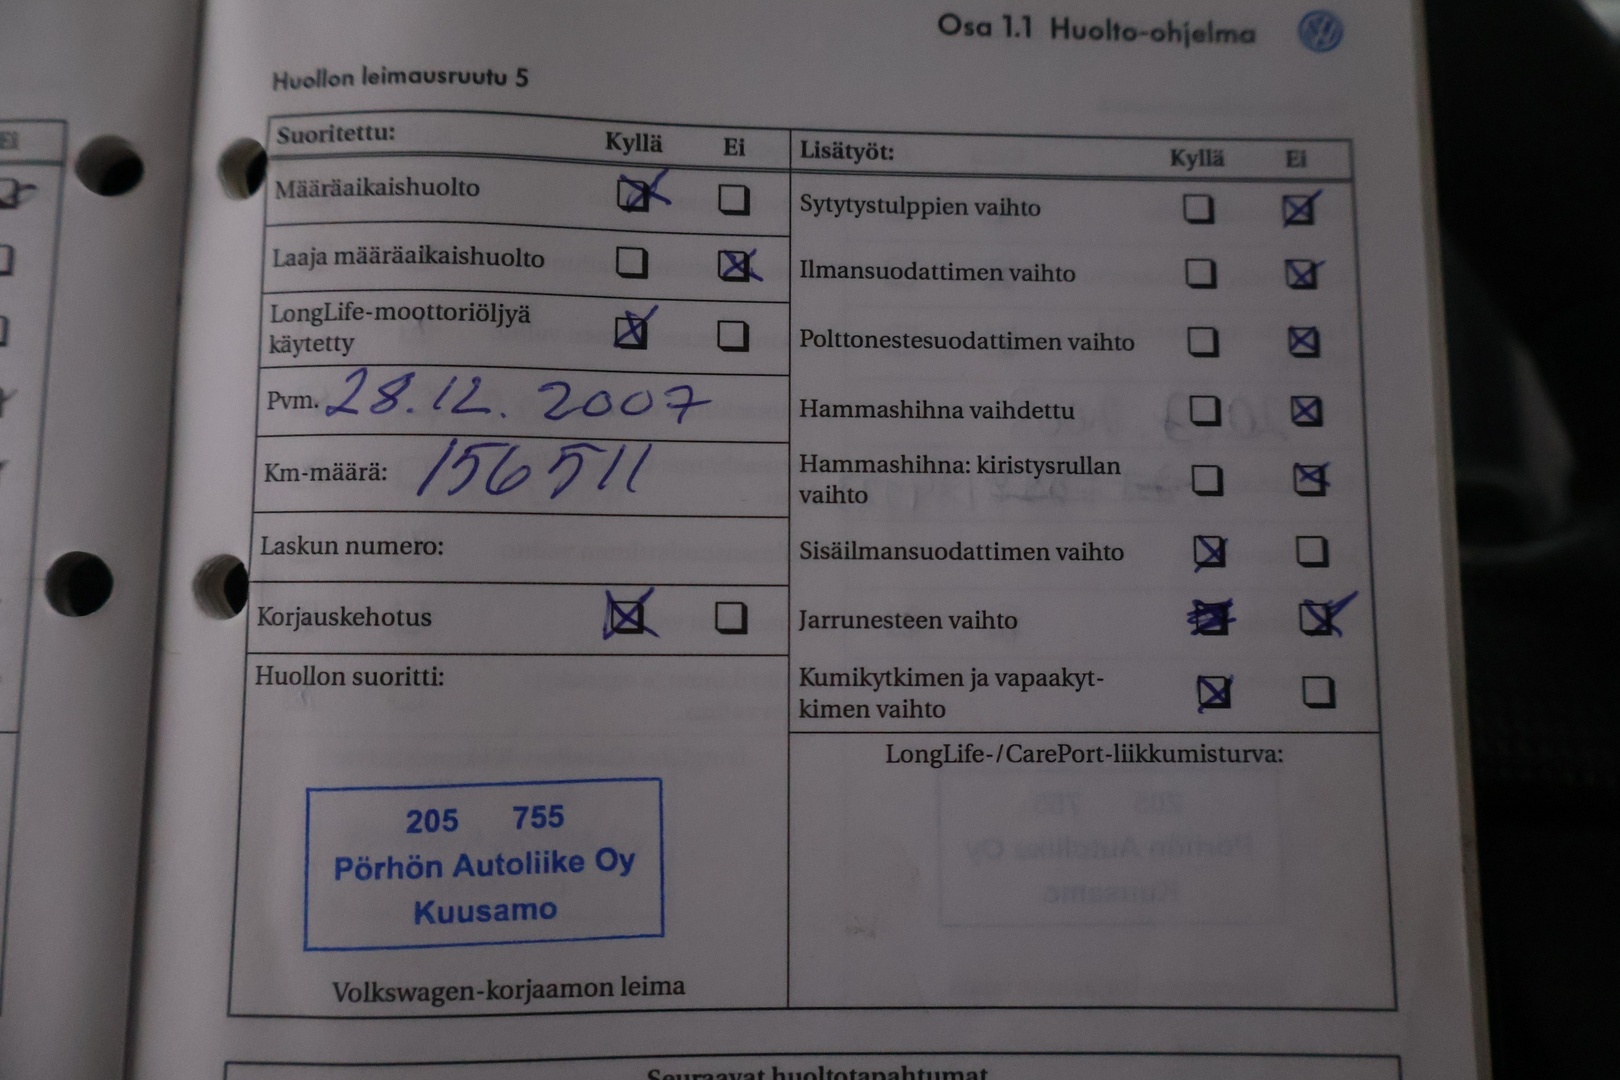 Osa 1.1 Huolto-ohjelma
Huollon leimausruutu 5
Ei
Suoritettu: Kyllä Ei
Määräaikaishuolto
Laaja määräaikaishuolto
LongLife-moottoriöljyä
käytetty
Pvm. 28.12.2007
Km-määrä: 156511
Laskun numero:
Korjauskehotus
Huollon suoritti:
205 755
Pörhön Autoliike Oy
Kuusamo
Volkswagen-korjaamon leima
Lisätyöt: Kyllä Ei
Sytytystulppien vaihto
Ilmansuodattimen vaihto
Polttonestesuodattimen vaihto
Hammashihna vaihdettu
Hammashihna: kiristysrullan
vaihto
Sisäilmansuodattimen vaihto
Jarrunesteen vaihto
Kumikytkimen ja vapaakyt-
kimen vaihto
LongLife-/CarePort-liikkumisturva:
Seuraavat huoltotapahtumat